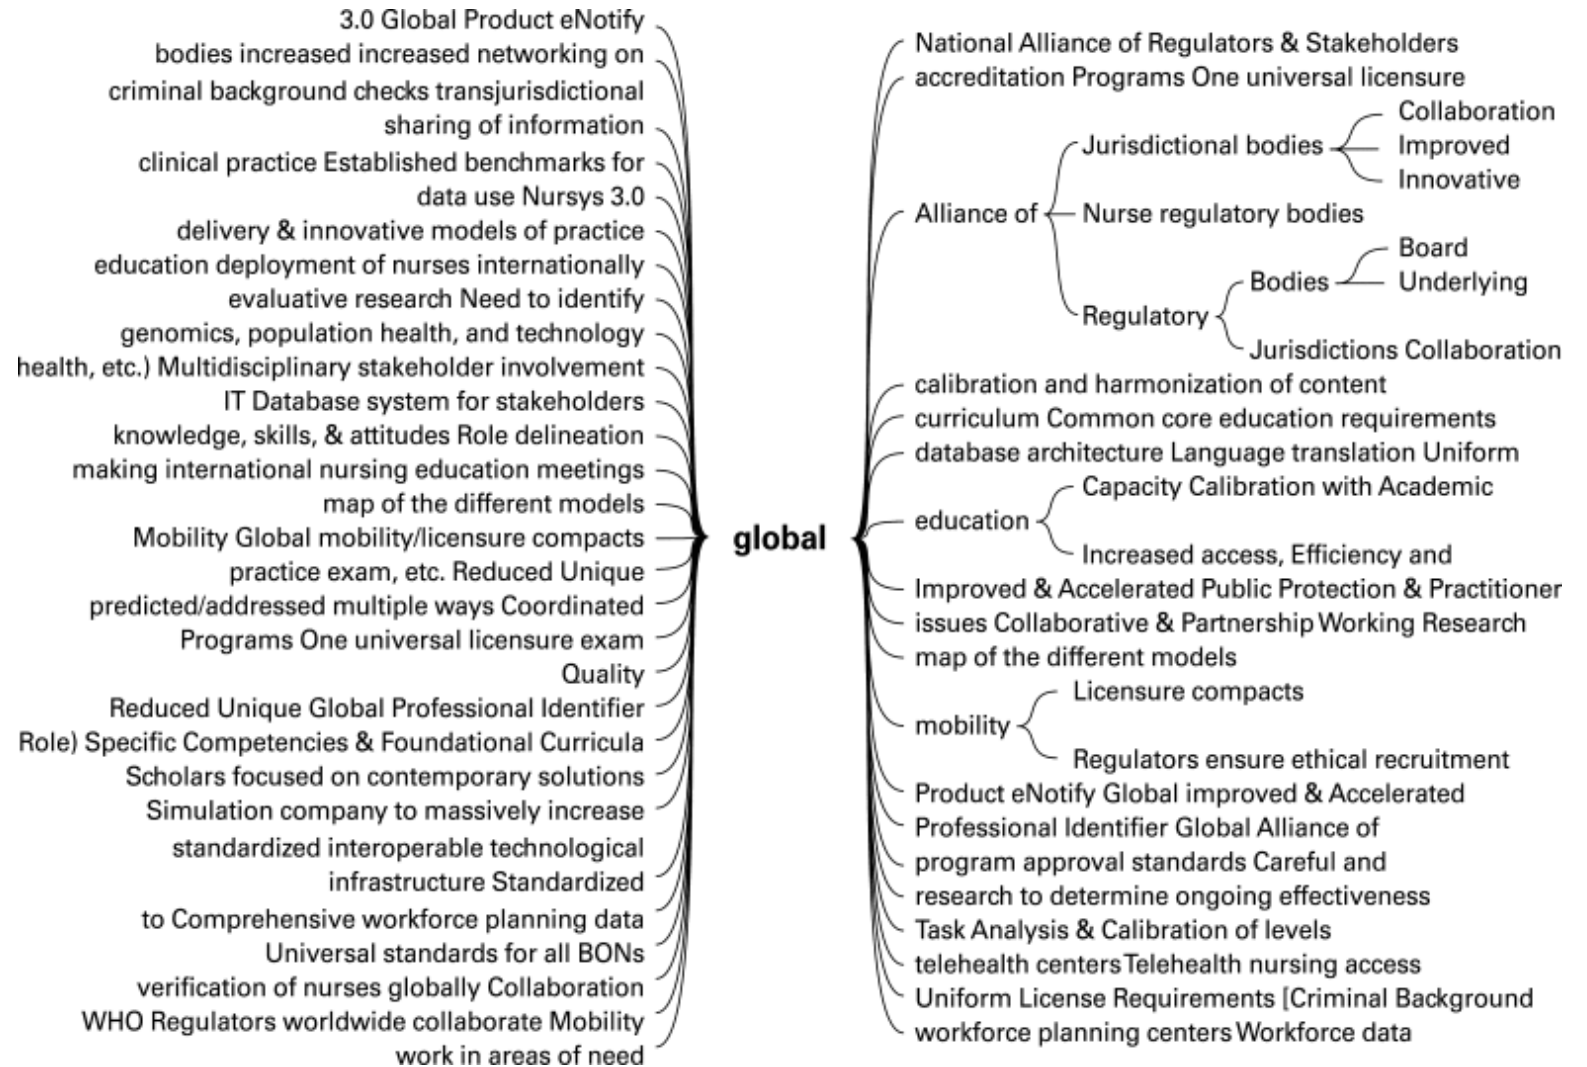 3.0 Global Product eNotify
bodies increased increased networking on
criminal background checks transjurisdictional
sharing of information
clinical practice Established benchmarks for
data use Nursys 3.0
delivery & innovative models of practice
education deployment of nurses internationally
evaluative research Need to identify
genomics, population health, and technology
health, etc.) Multidisciplinary stakeholder involvement
IT Database system for stakeholders
knowledge, skills, & attitudes Role delineation
making international nursing education meetings
map of the different models
Mobility Global mobility/licensure compacts
practice exam, etc. Reduced Unique
predicted/addressed multiple ways Coordinated
Programs One universal licensure exam
Quality
Reduced Unique Global Professional Identifier
Role) Specific Competencies & Foundational Curricula
Scholars focused on contemporary solutions
Simulation company to massively increase
standardized interoperable technological
infrastructure Standardized
to Comprehensive workforce planning data
Universal standards for all BONs
verification of nurses globally Collaboration
WHO Regulators worldwide collaborate Mobility
work in areas of need
global
National Alliance of Regulators & Stakeholders
accreditation Programs One universal licensure
Alliance of
Jurisdictional bodies
Collaboration
Improved
Innovative
Nurse regulatory bodies
Regulatory
Bodies
Board
Underlying
Jurisdictions Collaboration
calibration and harmonization of content
curriculum Common core education requirements
database architecture Language translation Uniform
education
Capacity Calibration with Academic
Increased access, Efficiency and
Improved & Accelerated Public Protection & Practitioner
issues Collaborative & Partnership Working Research
map of the different models
mobility
Licensure compacts
Regulators ensure ethical recruitment
Product eNotify Global improved & Accelerated
Professional Identifier Global Alliance of
program approval standards Careful and
research to determine ongoing effectiveness
Task Analysis & Calibration of levels
telehealth centers Telehealth nursing access
Uniform License Requirements [Criminal Background
workforce planning centers Workforce data